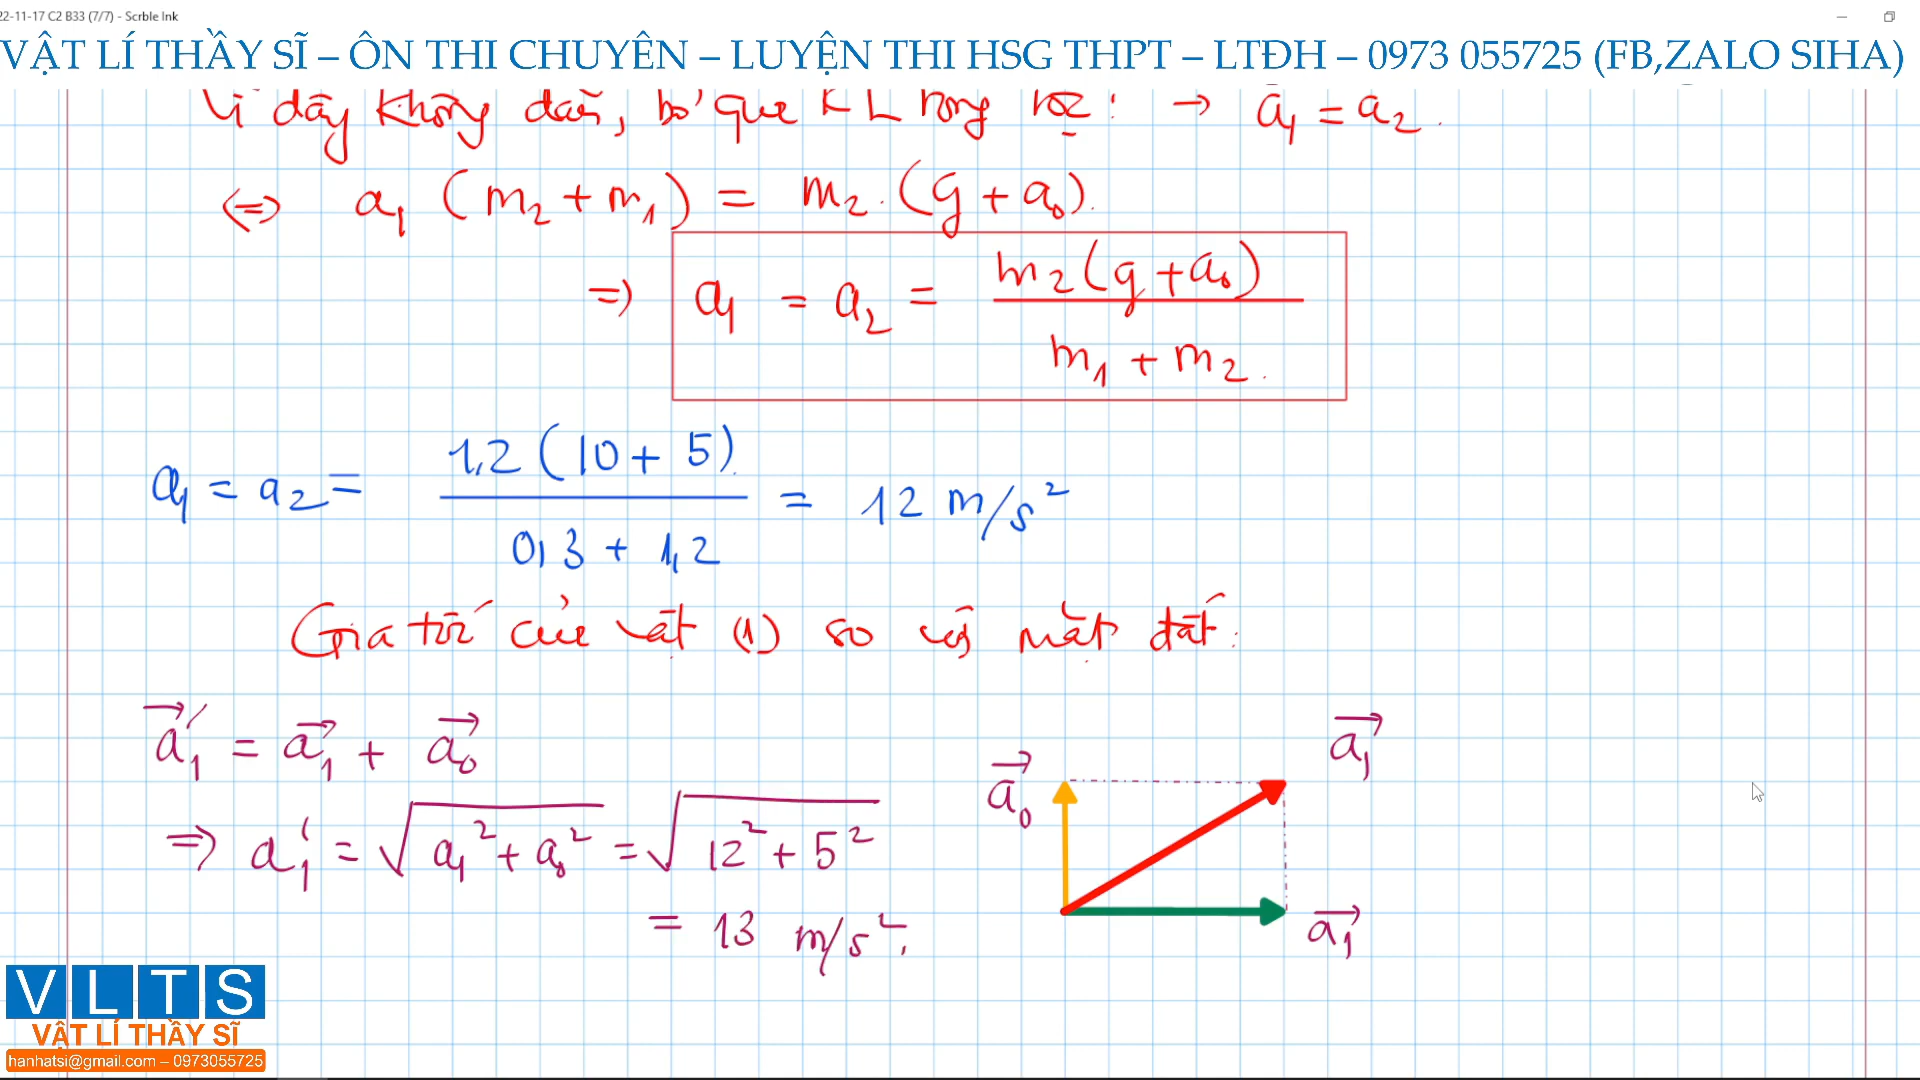 22-11-17 C2 B33 (7/7) - Scrble Ink
VẬT LÍ THẦY SĨ – ÔN THI CHUYÊN – LUYỆN THI HSG THPT – LTĐH – 0973 055725 (FB,ZALO SIHA)
Vì dây không dãn, bỏ qua KL ròng rọc: → a₁ = a₂.
⇔ a₁ (m₂ + m₁) = m₂.(g + a₀).
⇒ a₁ = a₂ = m₂(g + a₀) / m₁ + m₂.
a₁ = a₂ = 1,2 (10 + 5) / 0,3 + 1,2 = 12 m/s²
Gia tốc của vật (1) so với mặt đất:
a⃗₁' = a⃗₁ + a⃗₀
⇒ a₁' = √(a₁² + a₀²) = √(12² + 5²)
= 13 m/s².
a⃗₀
a⃗₁
a⃗₁
VLTS
VẬT LÍ THẦY SĨ
hanhatsi@gmail.com – 0973055725